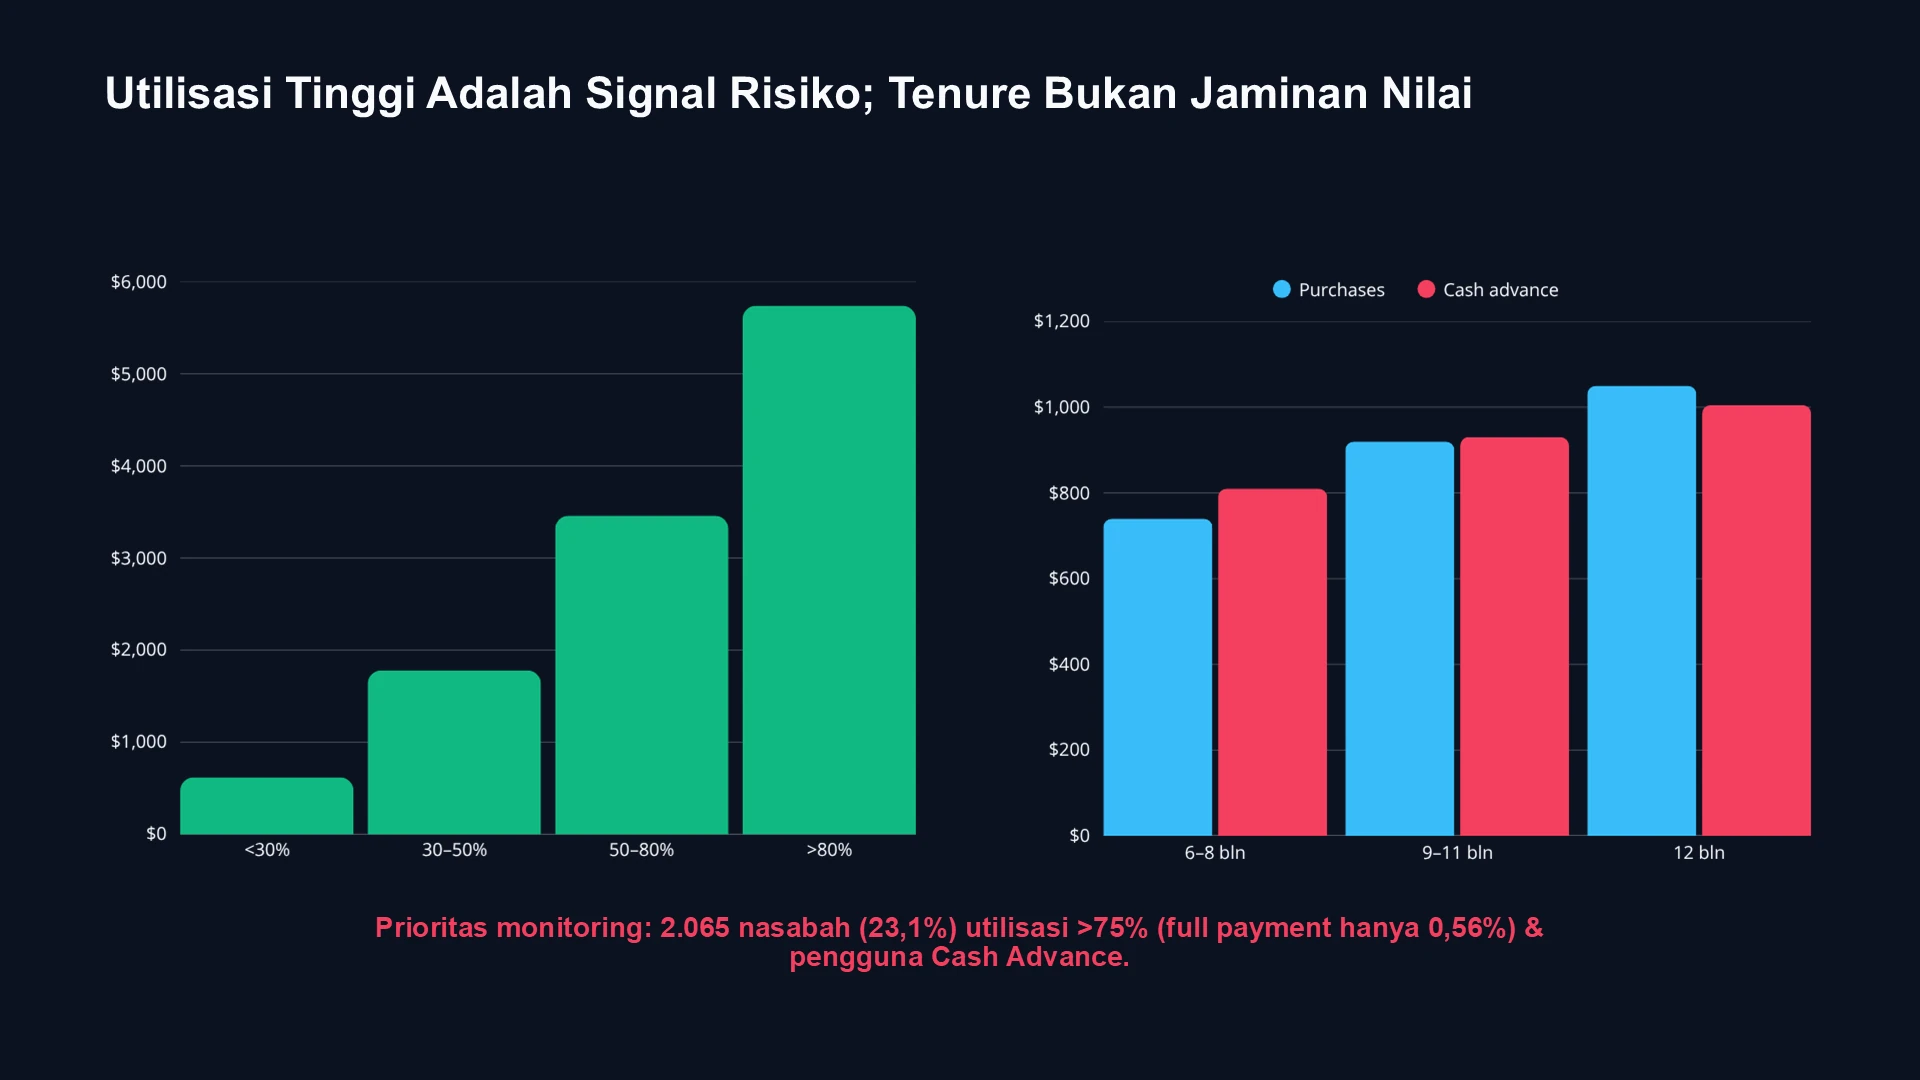 Utilisasi Tinggi Adalah Signal Risiko; Tenure Bukan Jaminan Nilai
$6,000
$5,000
$4,000
$3,000
$2,000
$1,000
$0
<30%
30–50%
50–80%
>80%
Purchases
Cash advance
$1,200
$1,000
$800
$600
$400
$200
$0
6–8 bln
9–11 bln
12 bln
Prioritas monitoring: 2.065 nasabah (23,1%) utilisasi >75% (full payment hanya 0,56%) &
pengguna Cash Advance.